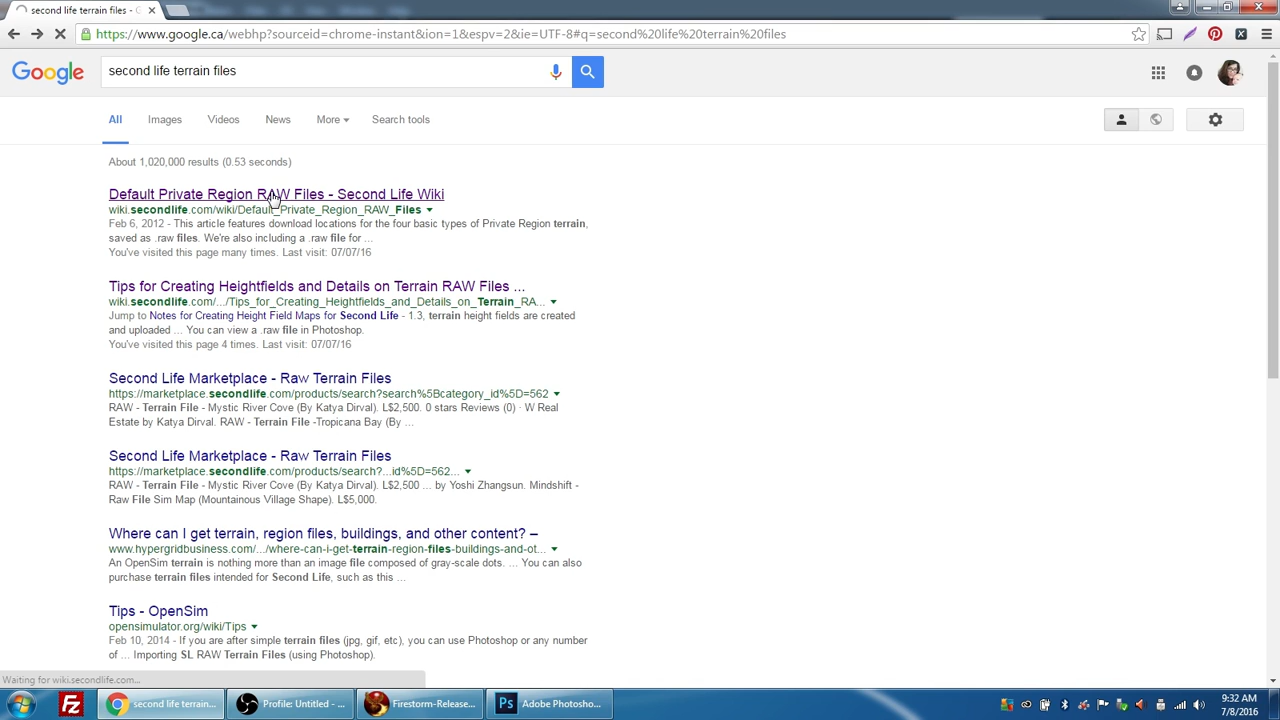 second life terrain files - G
https://www.google.ca/webhp?sourceid=chrome-instant&ion=1&espv=2&ie=UTF-8#q=second%20life%20terrain%20files
Google
second life terrain files
All Images Videos News More Search tools
About 1,020,000 results (0.53 seconds)
Default Private Region RAW Files - Second Life Wiki
wiki.secondlife.com/wiki/Default_Private_Region_RAW_Files
Feb 6, 2012 - This article features download locations for the four basic types of Private Region terrain,
saved as .raw files. We're also including a .raw file for ...
You've visited this page many times. Last visit: 07/07/16
Tips for Creating Heightfields and Details on Terrain RAW Files ...
wiki.secondlife.com/.../Tips_for_Creating_Heightfields_and_Details_on_Terrain_RA...
Jump to Notes for Creating Height Field Maps for Second Life - 1.3, terrain height fields are created
and uploaded ... You can view a .raw file in Photoshop.
You've visited this page 4 times. Last visit: 07/07/16
Second Life Marketplace - Raw Terrain Files
https://marketplace.secondlife.com/products/search?search%5Bcategory_id%5D=562
RAW - Terrain File - Mystic River Cove (By Katya Dirval). L$2,500. 0 stars Reviews (0) · W Real
Estate by Katya Dirval. RAW - Terrain File -Tropicana Bay (By ...
Second Life Marketplace - Raw Terrain Files
https://marketplace.secondlife.com/products/search?...id%5D=562...
RAW - Terrain File - Mystic River Cove (By Katya Dirval). L$2,500 ... by Yoshi Zhangsun. Mindshift -
Raw File Sim Map (Mountainous Village Shape). L$5,000.
Where can I get terrain, region files, buildings, and other content? –
www.hypergridbusiness.com/.../where-can-i-get-terrain-region-files-buildings-and-ot...
An OpenSim terrain is nothing more than an image file composed of gray-scale dots. ... You can also
purchase terrain files intended for Second Life, such as this ...
Tips - OpenSim
opensimulator.org/wiki/Tips
Feb 10, 2014 - If you are after simple terrain files (jpg, gif, etc), you can use Photoshop or any number
of ... Importing SL RAW Terrain Files (using Photoshop).
Waiting for wiki.secondlife.com...
Fz second life terrain... Profile: Untitled - ... Firestorm-Release... Ps Adobe Photosho...
9:32 AM
7/8/2016